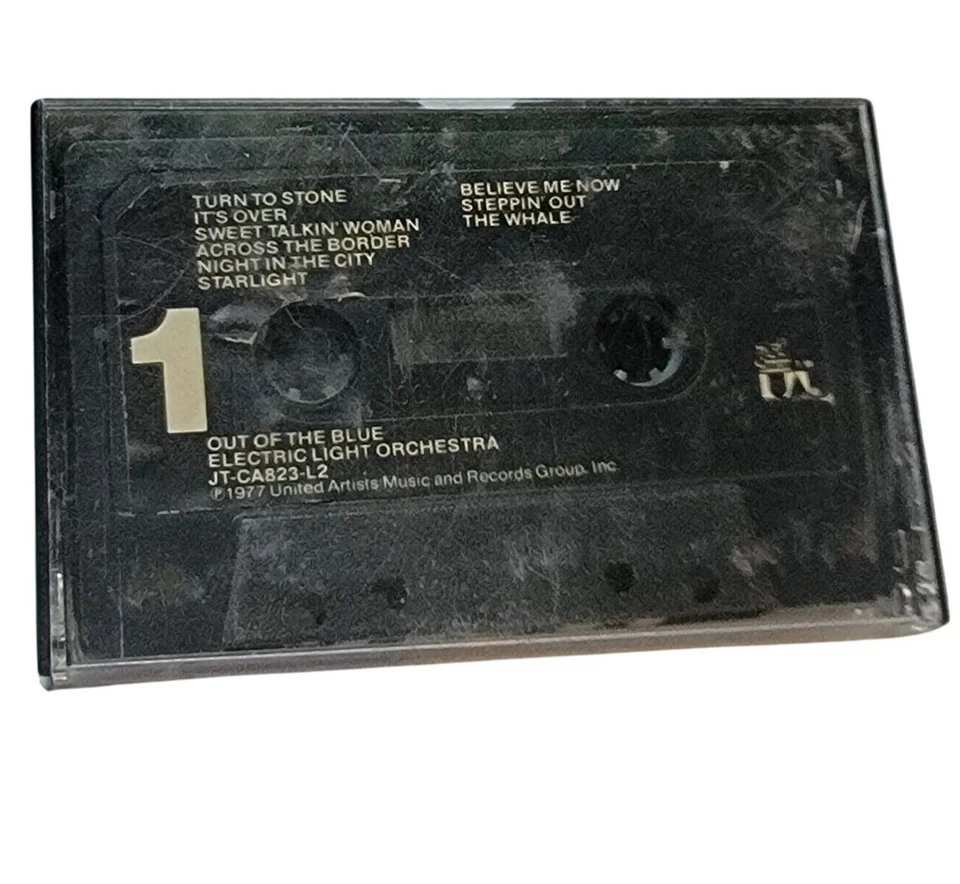 TURN TO STONE
IT'S OVER
SWEET TALKIN' WOMAN
ACROSS THE BORDER
NIGHT IN THE CITY
STARLIGHT
BELIEVE ME NOW
STEPPIN' OUT
THE WHALE
1
OUT OF THE BLUE
ELECTRIC LIGHT ORCHESTRA
JT-CA823-L2
℗1977 United Artists Music and Records Group, Inc.